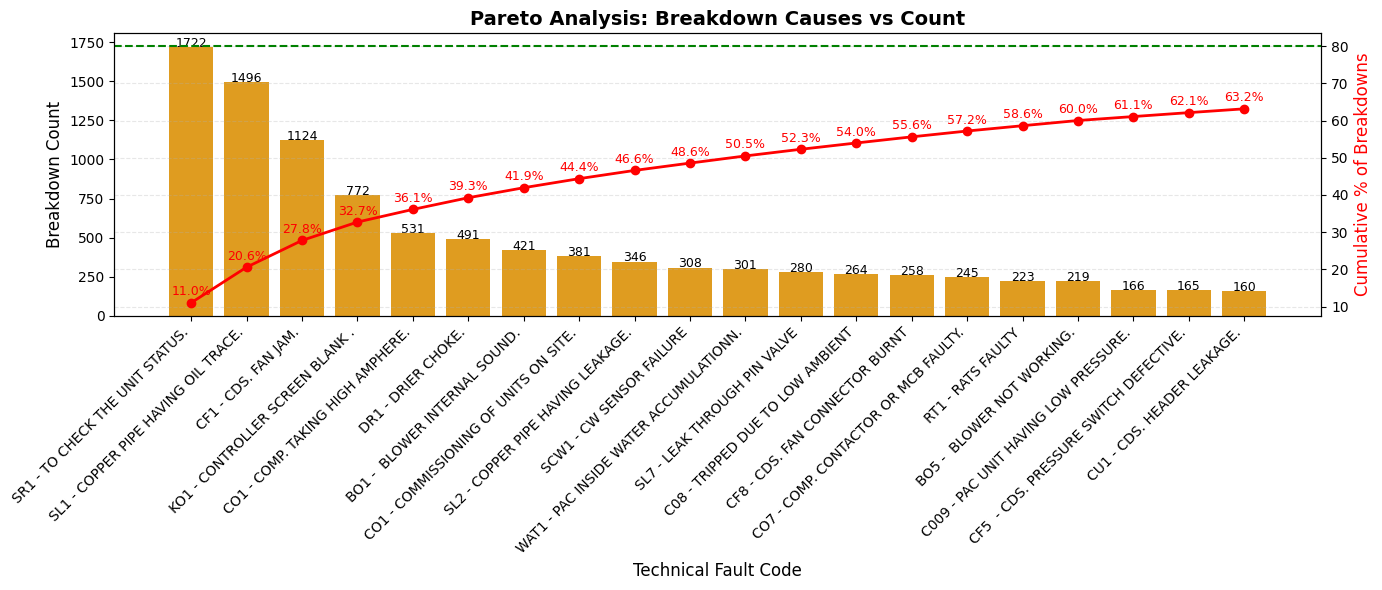 Pareto Analysis: Breakdown Causes vs Count
Breakdown Count
1750
1500
1250
1000
750
500
250
0
1722
1496
1124
772
531
491
421
381
346
308
301
280
264
258
245
223
219
166
165
160
11.0%
20.6%
27.8%
32.7%
36.1%
39.3%
41.9%
44.4%
46.6%
48.6%
50.5%
52.3%
54.0%
55.6%
57.2%
58.6%
60.0%
61.1%
62.1%
63.2%
80
70
60
50
40
30
20
10
Cumulative % of Breakdowns
SR1 - TO CHECK THE UNIT STATUS.
SL1 - COPPER PIPE HAVING OIL TRACE.
CF1 - CDS. FAN JAM.
KO1 - CONTROLLER SCREEN BLANK .
CO1 - COMP. TAKING HIGH AMPHERE.
DR1 - DRIER CHOKE.
BO1 -  BLOWER INTERNAL SOUND.
CO1 - COMMISSIONING OF UNITS ON SITE.
SL2 - COPPER PIPE HAVING LEAKAGE.
SCW1 - CW SENSOR FAILURE
WAT1 - PAC INSIDE WATER ACCUMULATIONN.
SL7 - LEAK THROUGH PIN VALVE
C08 - TRIPPED DUE TO LOW AMBIENT
CF8 - CDS. FAN CONNECTOR BURNT
CO7 - COMP. CONTACTOR OR MCB FAULTY.
RT1 - RATS FAULTY
BO5 -  BLOWER NOT WORKING.
C009 - PAC UNIT HAVING LOW PRESSURE.
CF5  - CDS. PRESSURE SWITCH DEFECTIVE.
CU1 - CDS. HEADER LEAKAGE.
Technical Fault Code